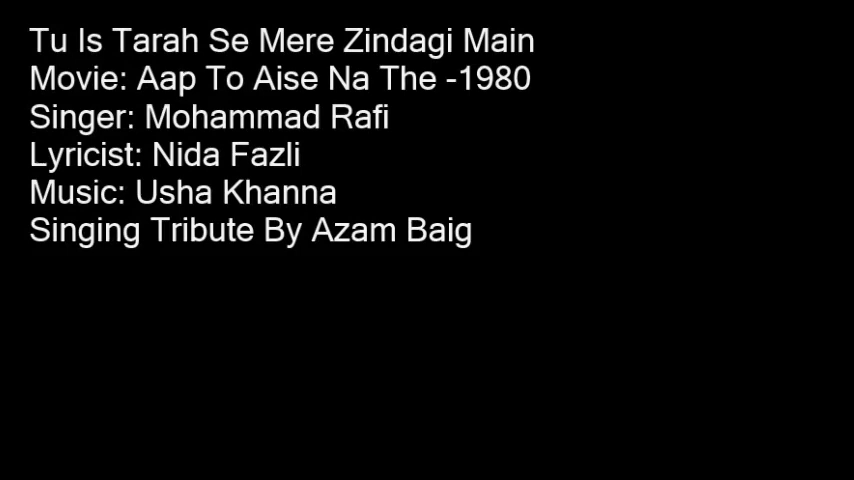 Tu Is Tarah Se Mere Zindagi Main
Movie: Aap To Aise Na The -1980
Singer: Mohammad Rafi
Lyricist: Nida Fazli
Music: Usha Khanna
Singing Tribute By Azam Baig